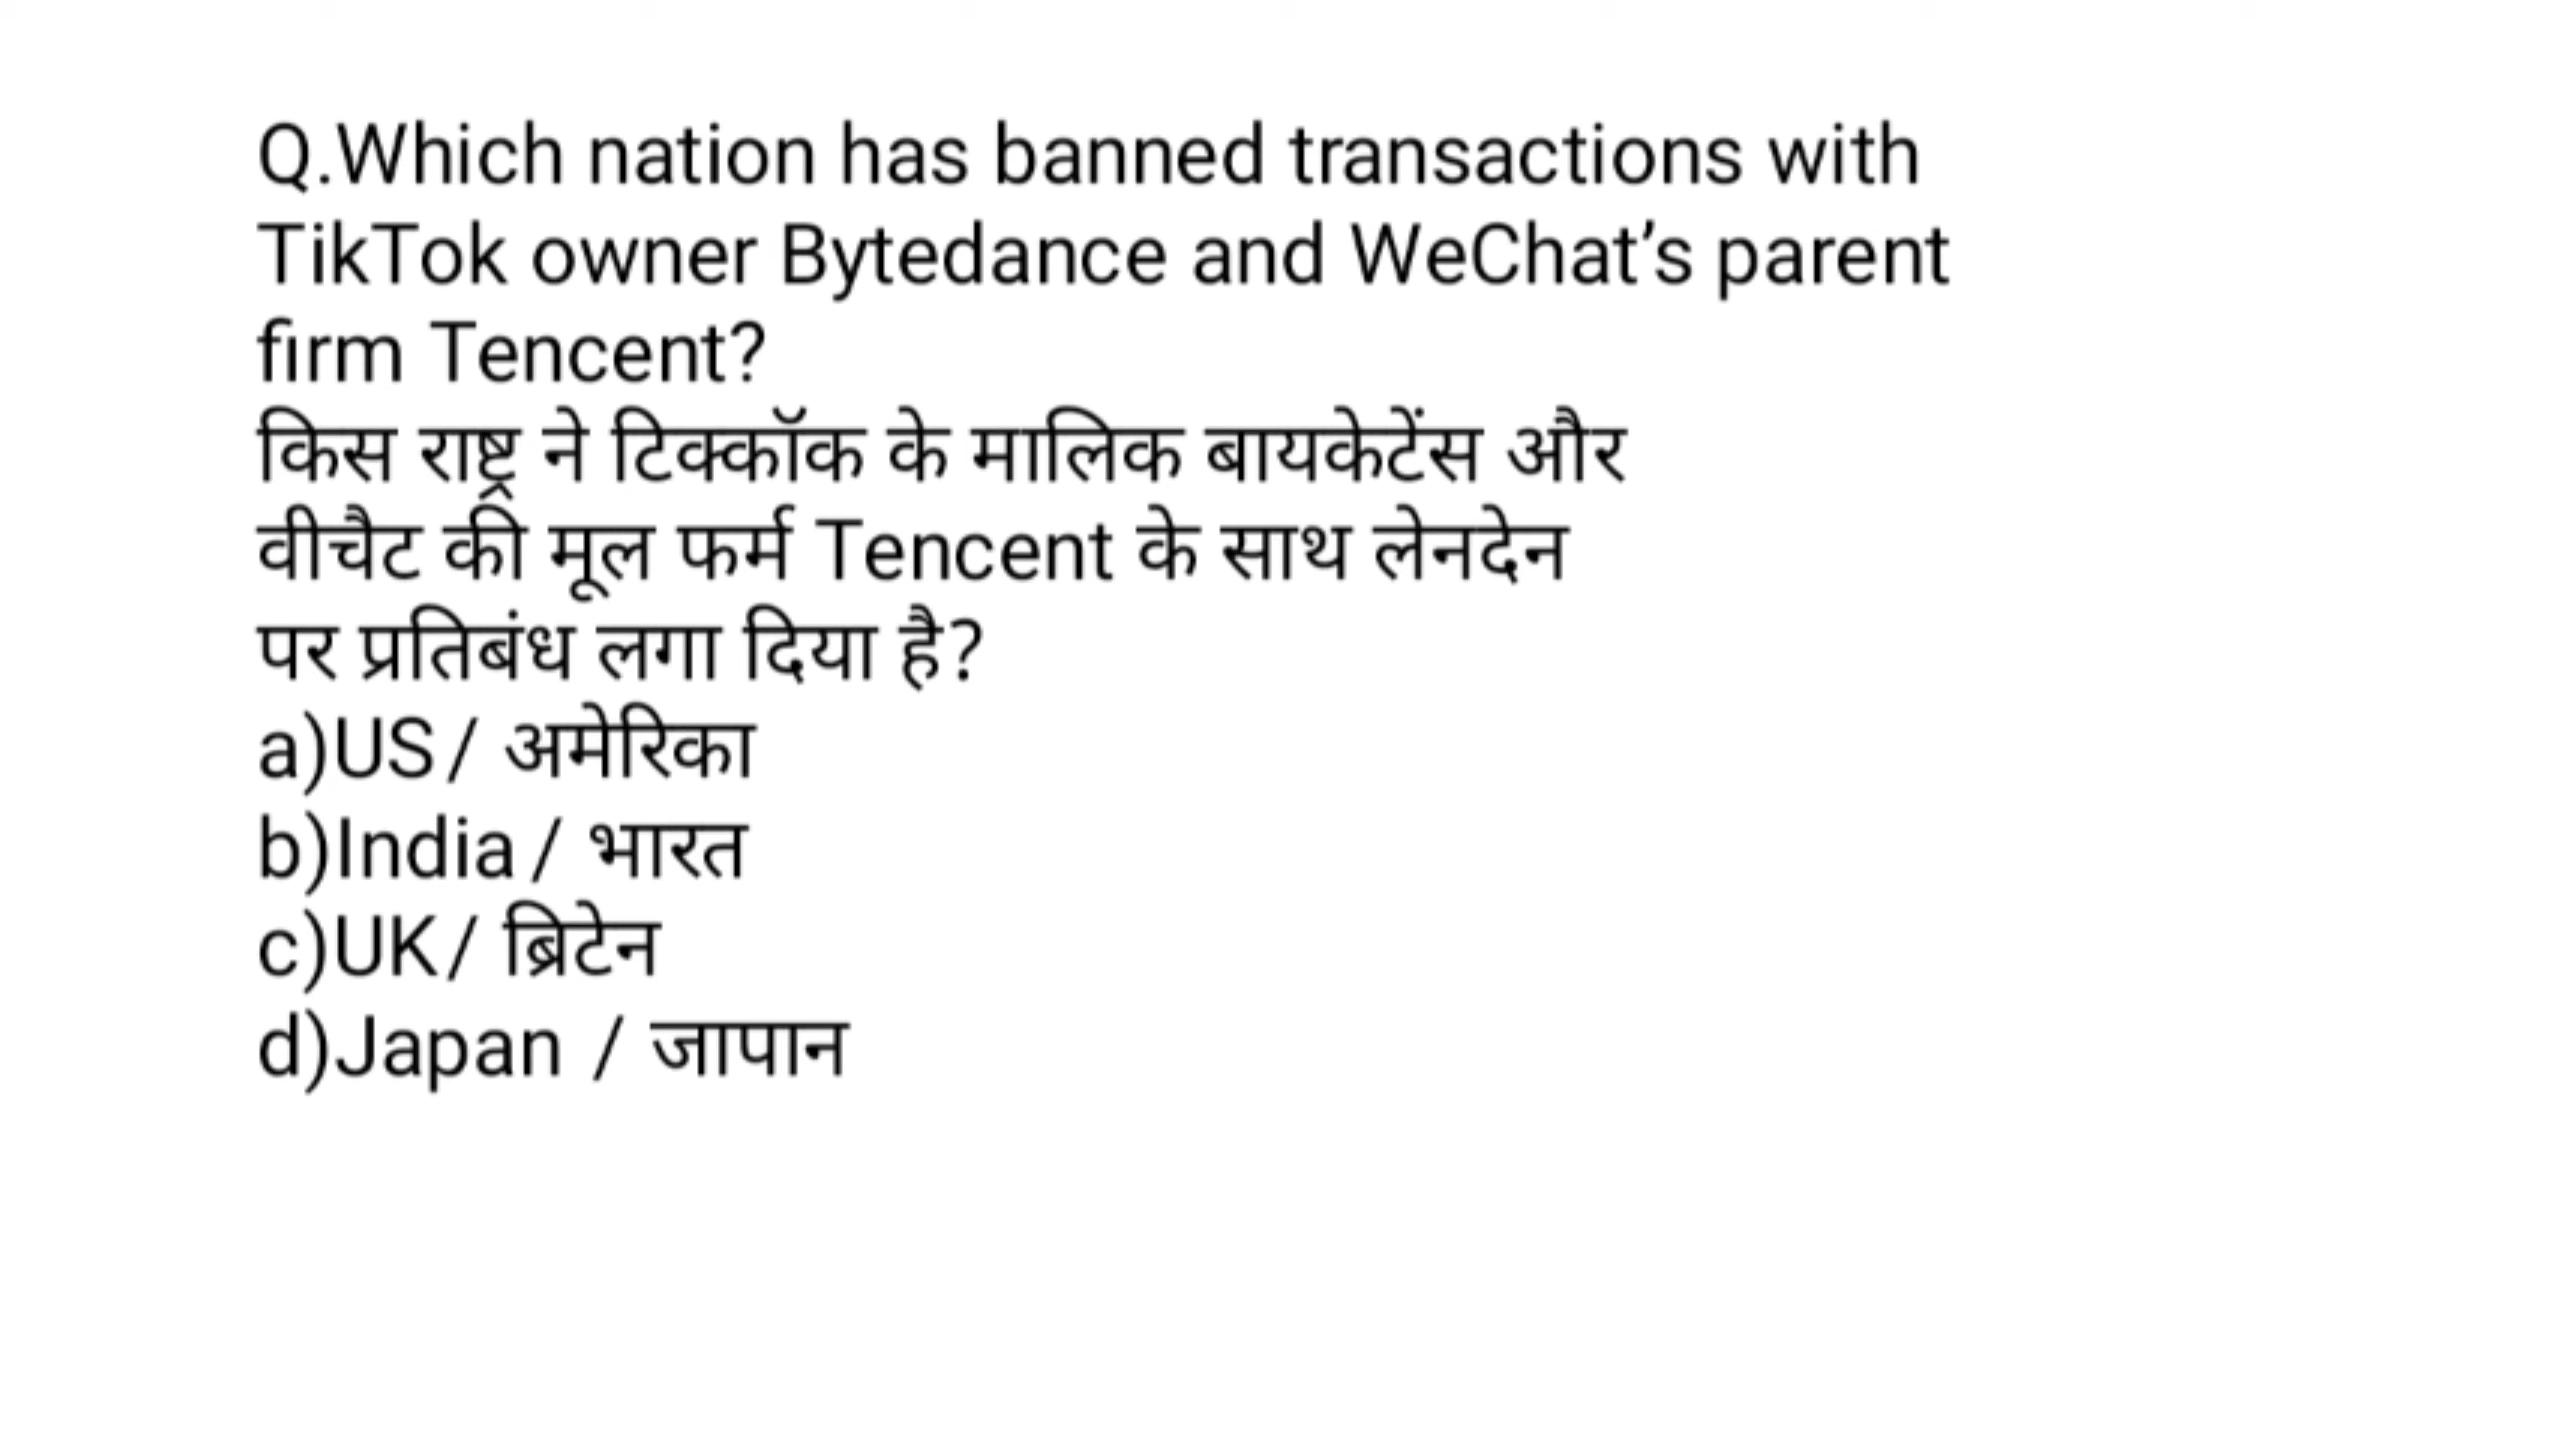 Q.Which nation has banned transactions with
TikTok owner Bytedance and WeChat’s parent
firm Tencent?
किस राष्ट्र ने टिक्कॉक के मालिक बायकेटेंस और
वीचैट की मूल फर्म Tencent के साथ लेनदेन
पर प्रतिबंध लगा दिया है?
a)US/ अमेरिका
b)India/ भारत
c)UK/ ब्रिटेन
d)Japan / जापान